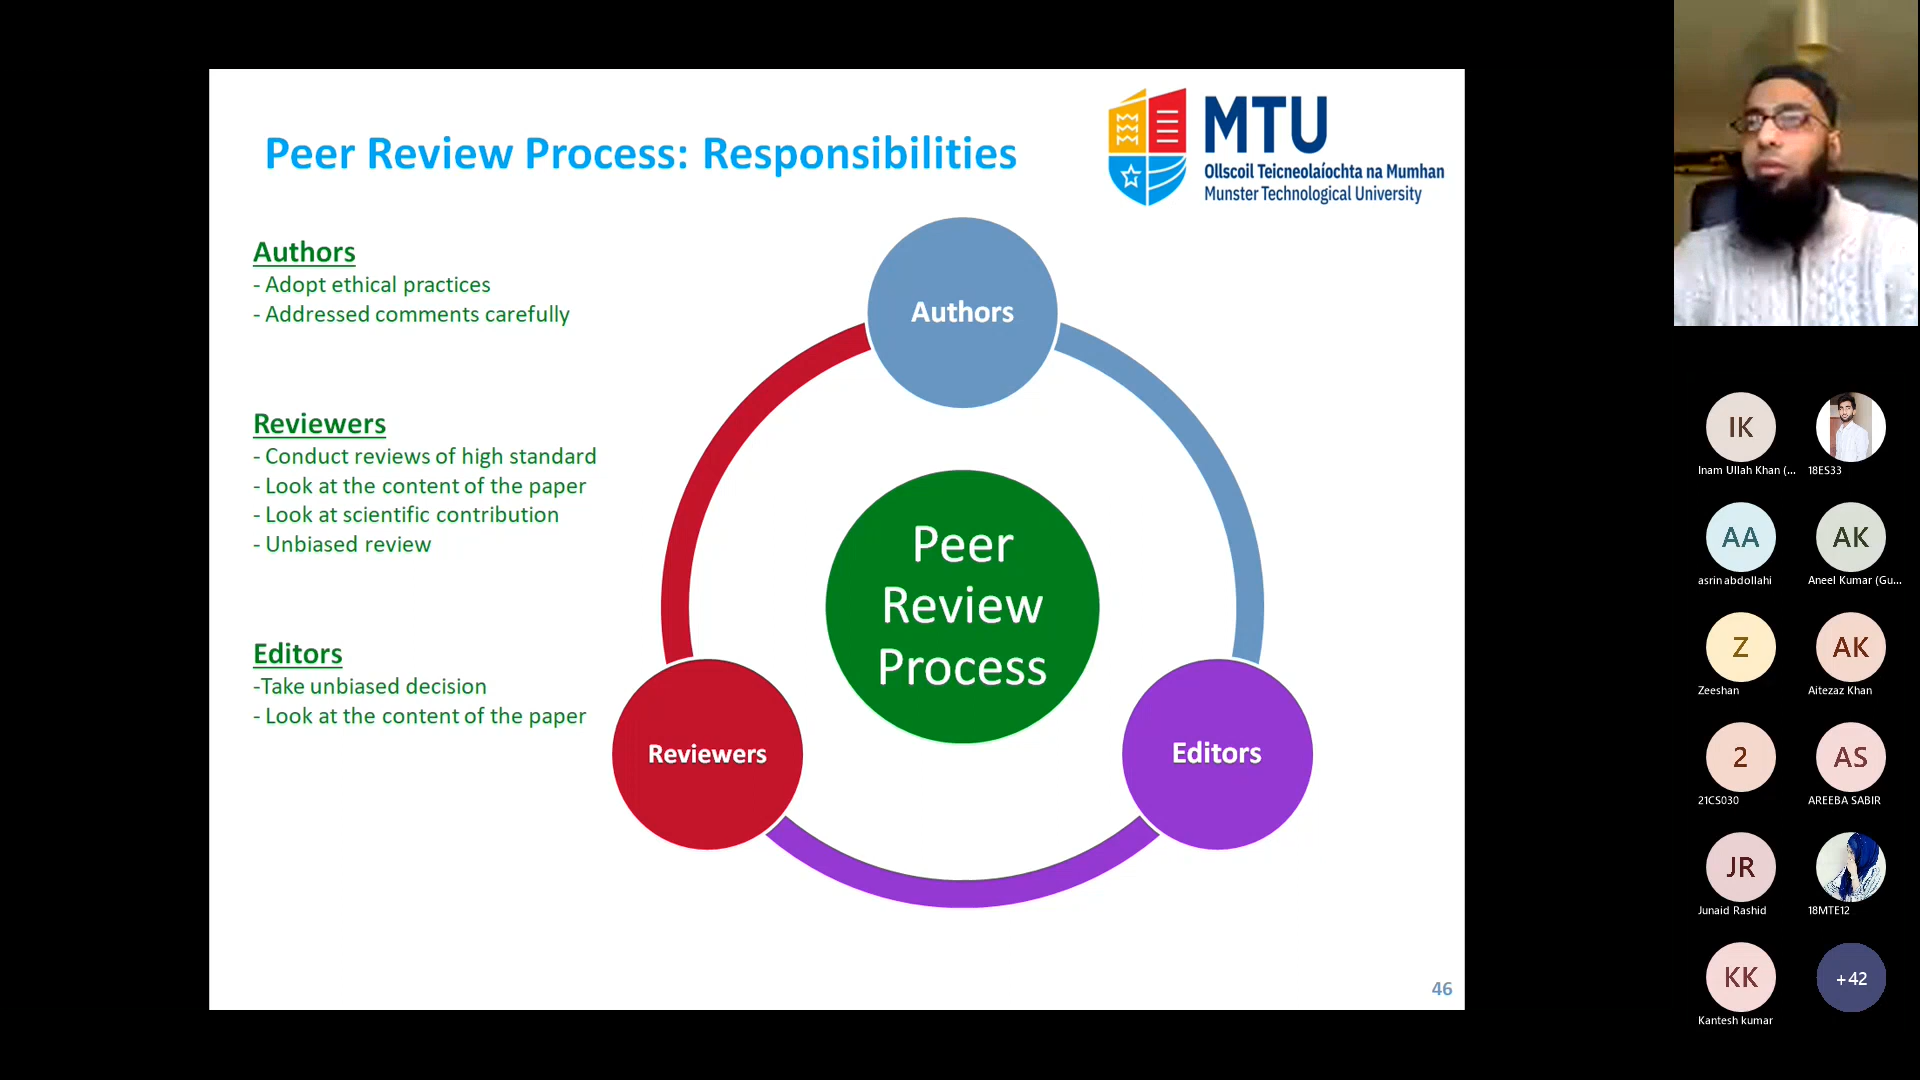 Peer Review Process: Responsibilities
MTU
Ollscoil Teicneolaíochta na Mumhan
Munster Technological University
Authors
- Adopt ethical practices
- Addressed comments carefully
Reviewers
- Conduct reviews of high standard
- Look at the content of the paper
- Look at scientific contribution
- Unbiased review
Editors
-Take unbiased decision
- Look at the content of the paper
Authors
Peer
Review
Process
Reviewers
Editors
46
IK
Inam Ullah Khan (...
18ES33
AA
asrin abdollahi
AK
Aneel Kumar (Gu...
Z
Zeeshan
AK
Aitezaz Khan
2
21CS030
AS
AREEBA SABIR
JR
Junaid Rashid
18MTE12
KK
Kantesh kumar
+42